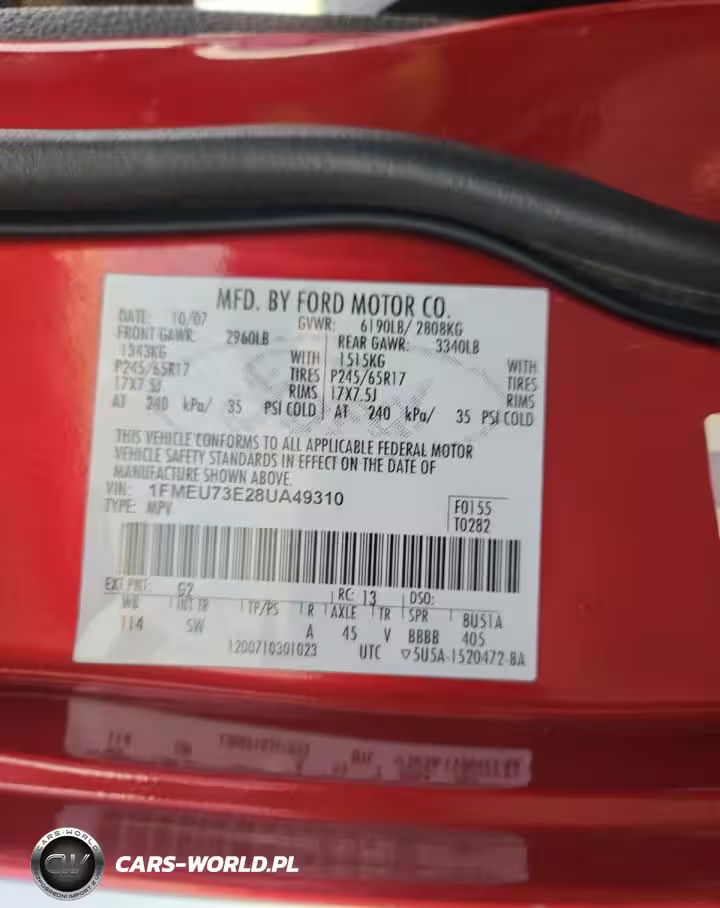 MFD. BY FORD MOTOR CO.
DATE: 10/07 GVWR: 6190LB/ 2808KG
FRONT GAWR: 2960LB REAR GAWR: 3340LB
1343KG WITH 1515KG WITH
P245/65R17 TIRES P245/65R17 TIRES
17X7.5J RIMS 17X7.5J RIMS
AT 240 kPa/ 35 PSI COLD AT 240 kPa/ 35 PSI COLD
THIS VEHICLE CONFORMS TO ALL APPLICABLE FEDERAL MOTOR
VEHICLE SAFETY STANDARDS IN EFFECT ON THE DATE OF
MANUFACTURE SHOWN ABOVE.
VIN: 1FMEU73E28UA49310
TYPE: MPV
F0155
T0282
EXT PNT: G2 RC: 13 DSO:
WB INT TR TP/PS R AXLE TR SPR BUS1A
114 SW A 45 V BBBB 405
1200710301023 UTC ▽5U5A-1520472-BA
CARS-WORLD
CW
CARS-WORLD.PL